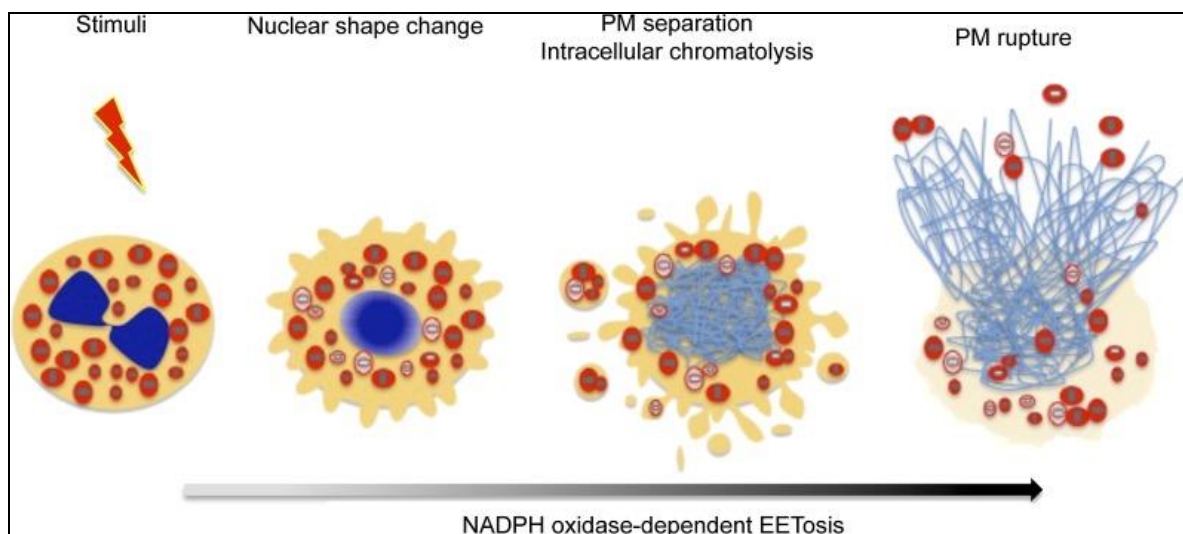 Stimuli
Nuclear shape change
PM separation
Intracellular chromatolysis
PM rupture
NADPH oxidase-dependent EETosis